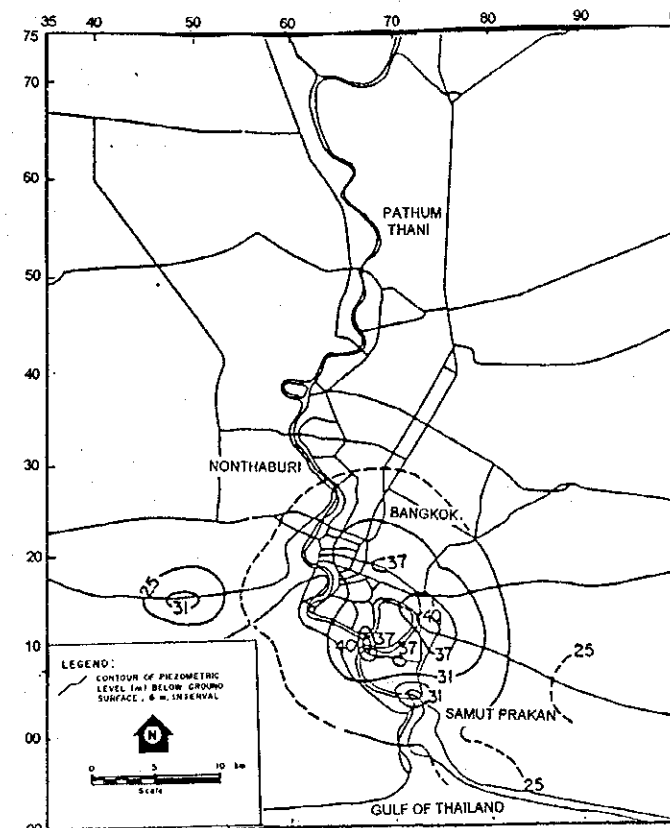 35 40 50 60 70 80 90
75
70
60
50
40
30
20
10
00
00
PATHUM
THANI
NONTHABURI
BANGKOK
37
25
31
40
37
40
37
37
31
31
25
SAMUT PRAKAN
25
GULF OF THAILAND
LEGEND:
CONTOUR OF PIEZOMETRIC
LEVEL (m) BELOW GROUND
SURFACE, 6 m. INTERVAL
N
0 5 10 km
Scale